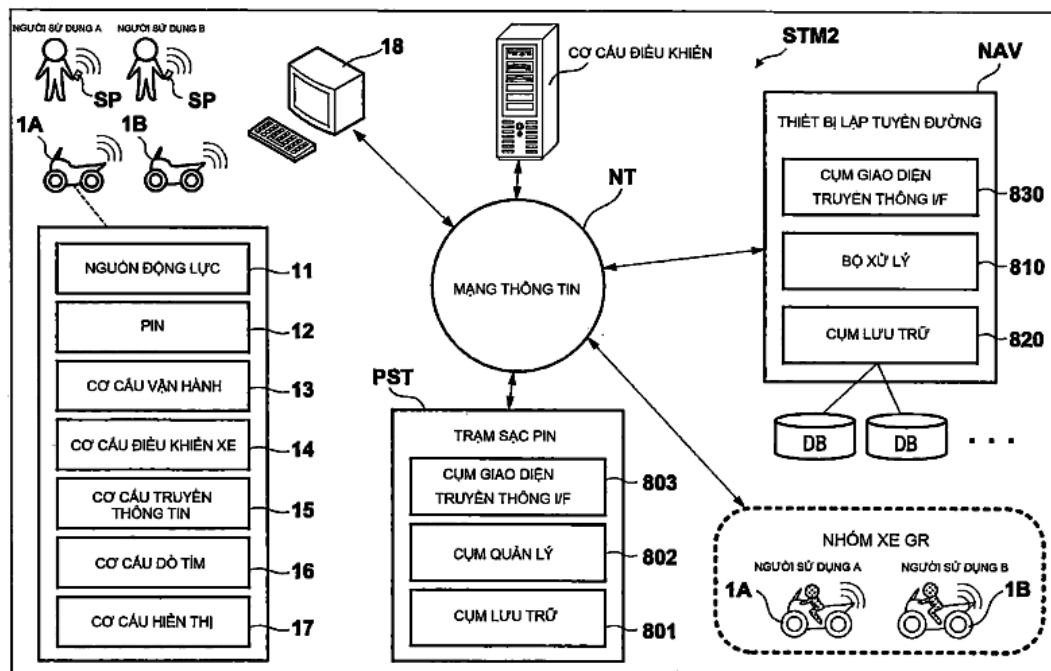 NGƯỜI SỬ DỤNG A
NGƯỜI SỬ DỤNG B
SP
SP
1A
1B
18
CƠ CẤU ĐIỀU KHIỂN
STM2
NAV
THIẾT BỊ LẬP TUYẾN ĐƯỜNG
CỤM GIAO DIỆN
TRUYỀN THÔNG I/F
830
BỘ XỬ LÝ
810
CỤM LƯU TRỮ
820
DB
DB
. . .
NT
MẠNG THÔNG TIN
NGUỒN ĐỘNG LỰC
11
PIN
12
CƠ CẤU VẬN HÀNH
13
CƠ CẤU ĐIỀU KHIỂN XE
14
CƠ CẤU TRUYỀN
THÔNG TIN
15
CƠ CẤU DÒ TÌM
16
CƠ CẤU HIỂN THỊ
17
PST
TRẠM SẠC PIN
CỤM GIAO DIỆN
TRUYỀN THÔNG I/F
803
CỤM QUẢN LÝ
802
CỤM LƯU TRỮ
801
NHÓM XE GR
NGƯỜI SỬ DỤNG A
NGƯỜI SỬ DỤNG B
1A
1B